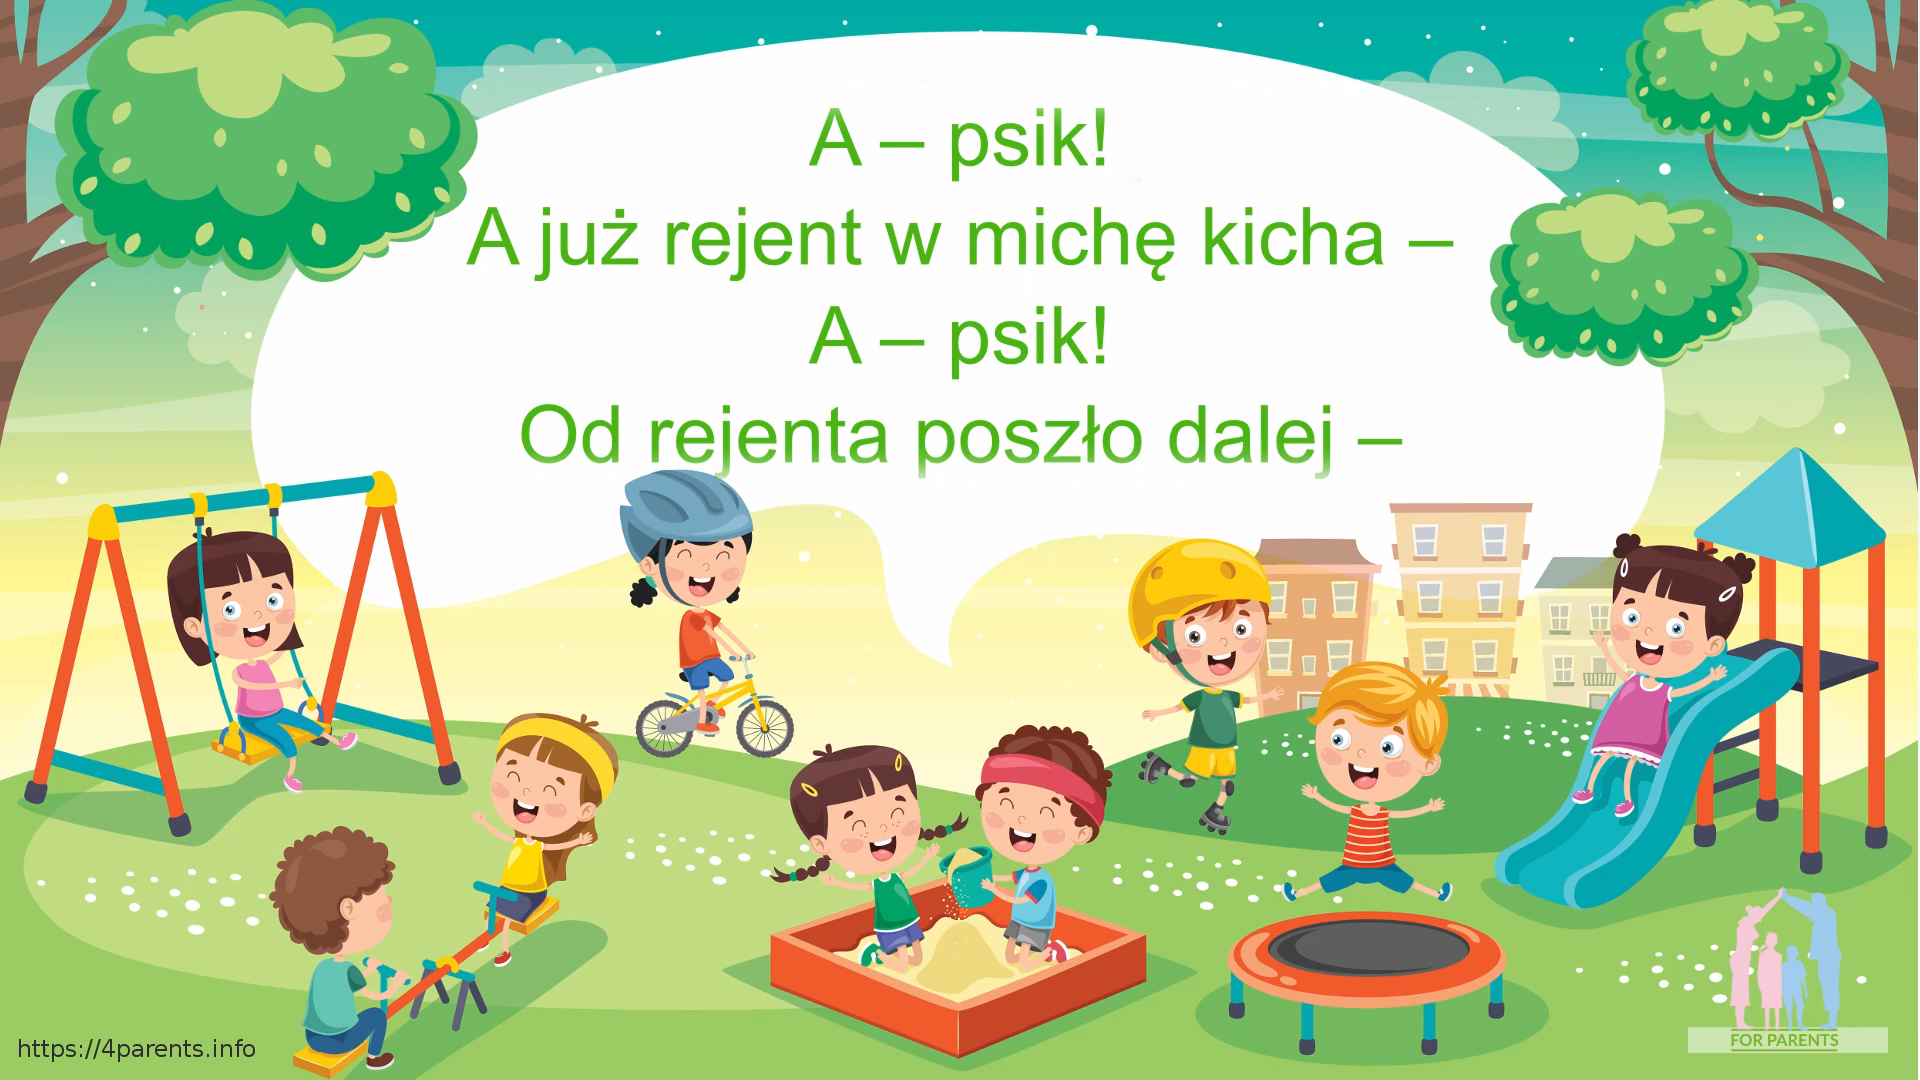 A – psik!
A już rejent w michę kicha –
A – psik!
Od rejenta poszło dalej –
https://4parents.info
FOR PARENTS